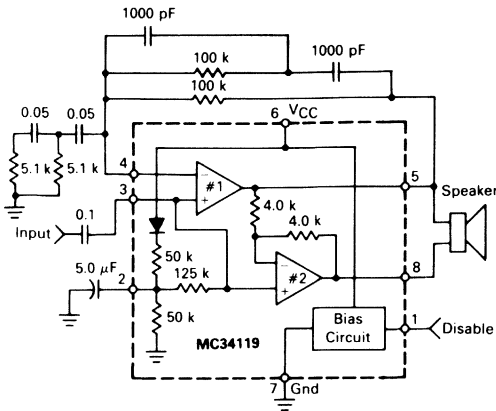 1000 pF
1000 pF
100 k
100 k
0.05
0.05
6
VCC
5.1 k
5.1 k
4
−
#1
+
5
Speaker
3
4.0 k
4.0 k
0.1
Input
50 k
−
#2
+
8
5.0 μF
2
125 k
50 k
Bias
Circuit
1
Disable
MC34119
7
Gnd